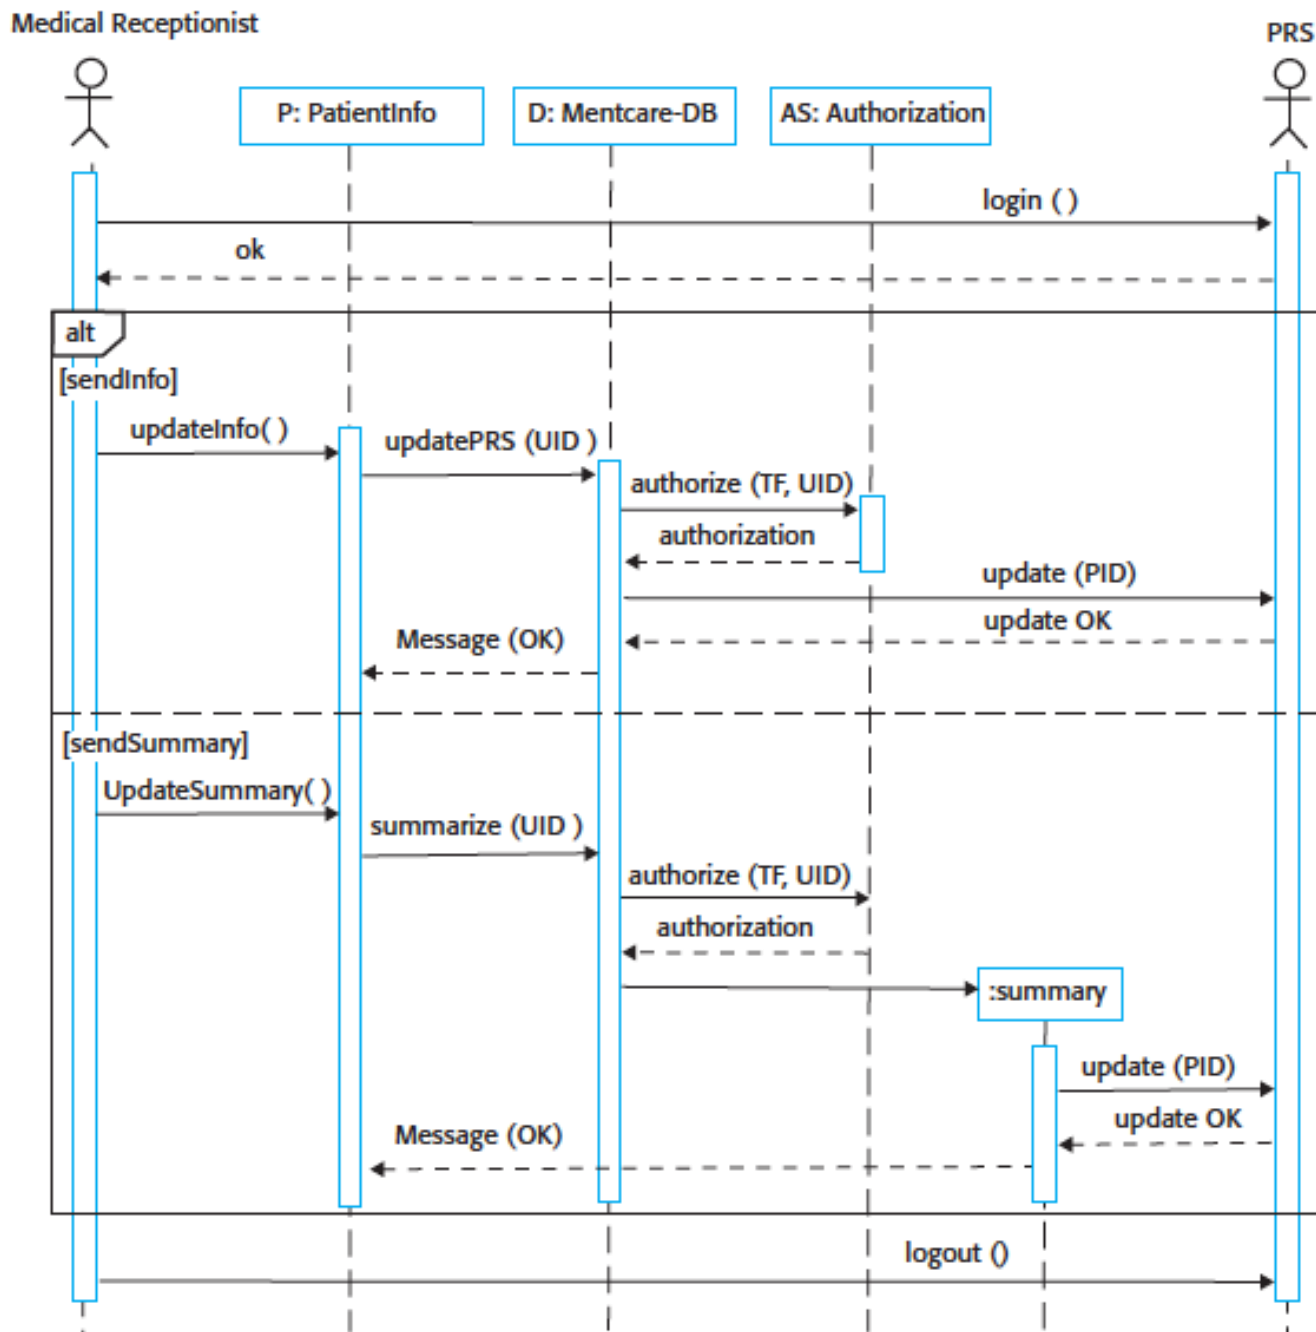 Medical Receptionist
PRS
P: PatientInfo
D: Mentcare-DB
AS: Authorization
login ( )
ok
alt
[sendInfo]
updateInfo( )
updatePRS (UID )
authorize (TF, UID)
authorization
update (PID)
update OK
Message (OK)
[sendSummary]
UpdateSummary( )
summarize (UID )
authorize (TF, UID)
authorization
:summary
update (PID)
update OK
Message (OK)
logout ()